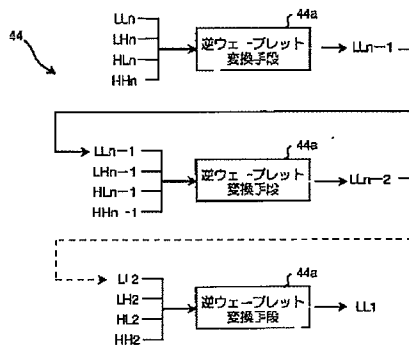 44
LLn
LHn
HLn
HHn
44a
逆ウェーブレット
変換手段
LLn-1
LLn-1
LHn-1
HLn-1
HHn-1
44a
逆ウェーブレット
変換手段
LLn-2
LL2
LH2
HL2
HH2
44a
逆ウェーブレット
変換手段
LL1